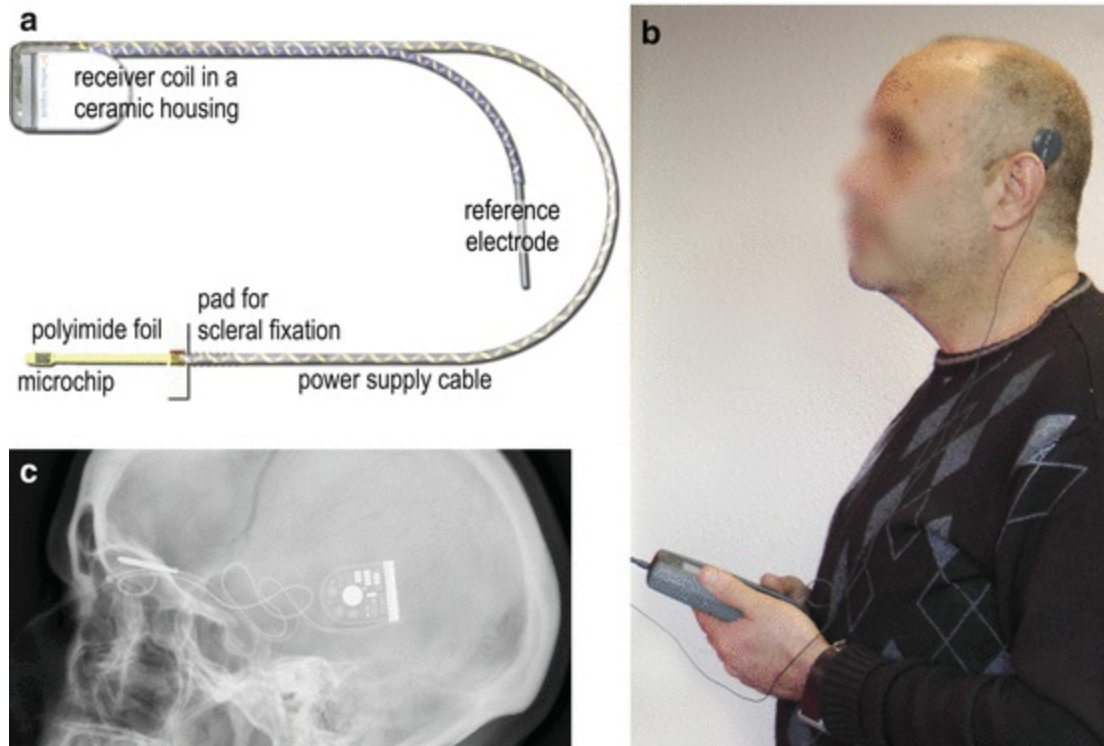 a
receiver coil in a
ceramic housing
reference
electrode
pad for
scleral fixation
polyimide foil
microchip
power supply cable
b
c